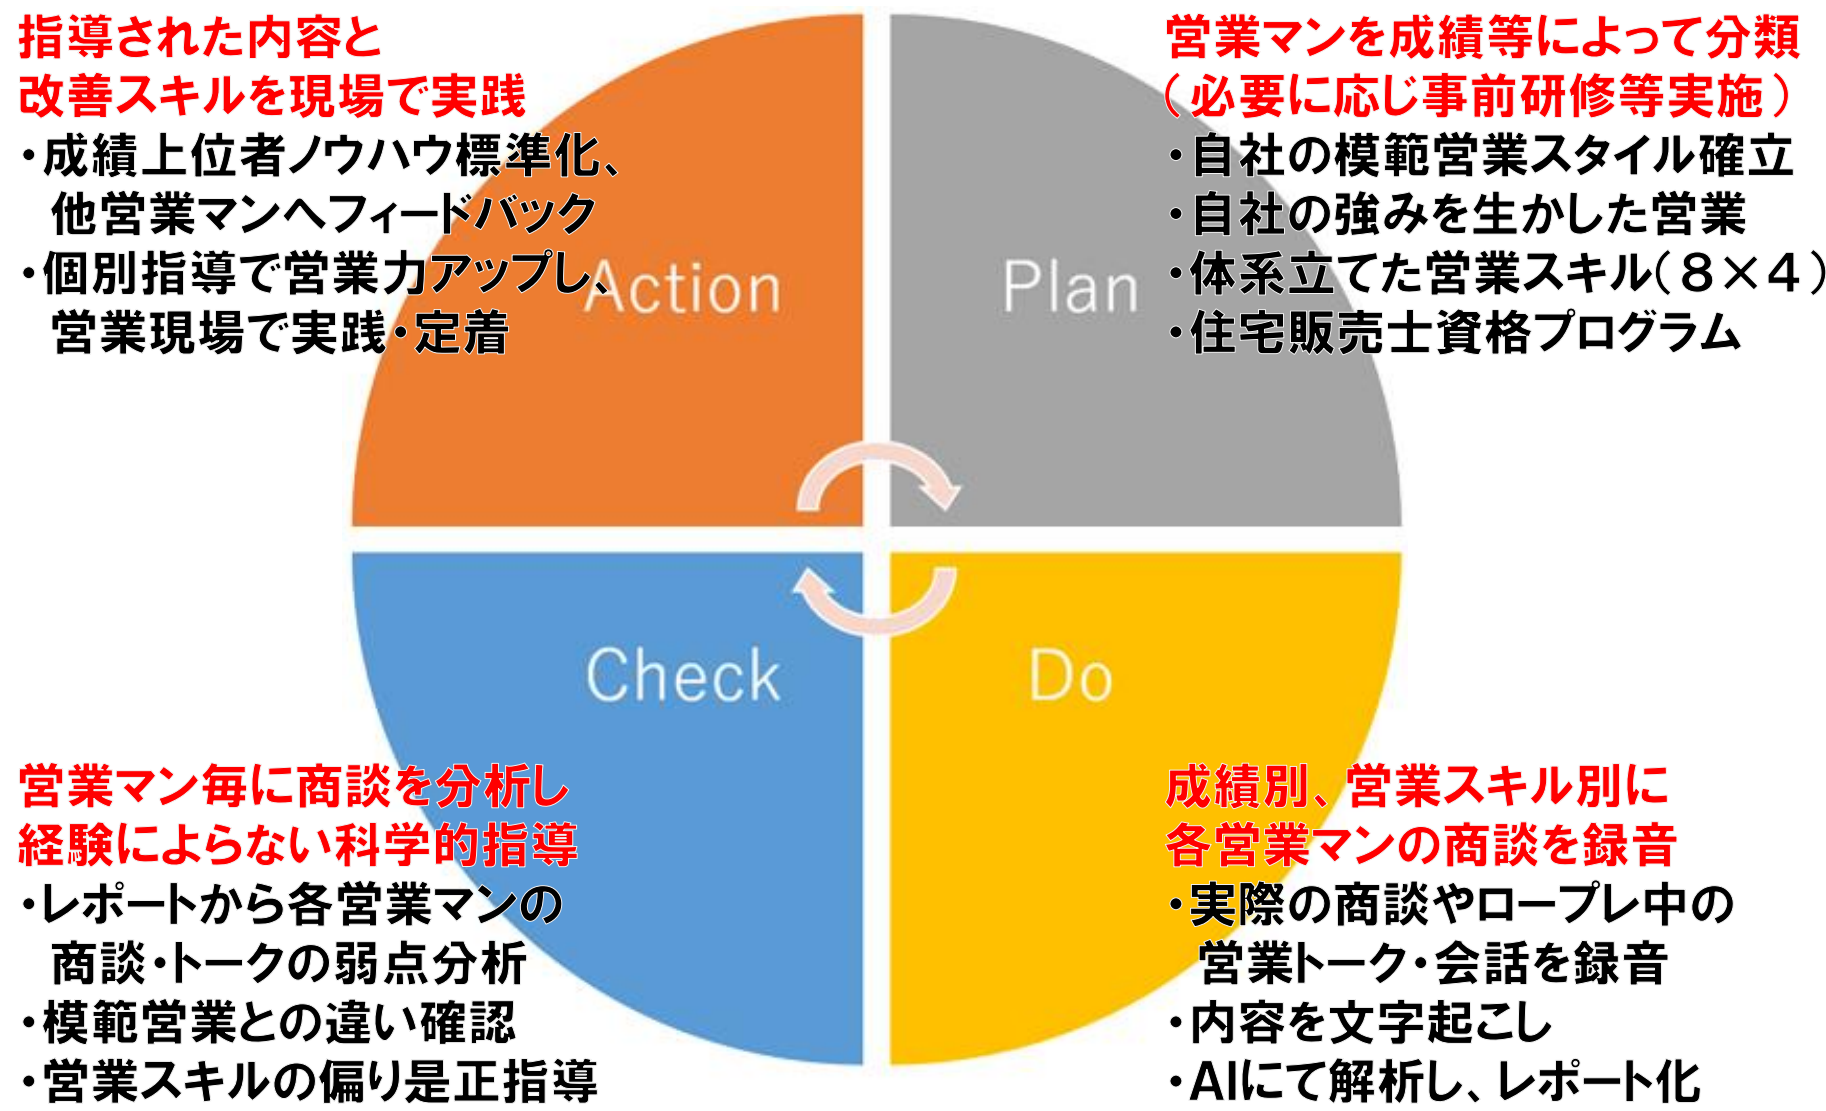 指導された内容と
改善スキルを現場で実践
・成績上位者ノウハウ標準化、
他営業マンへフィードバック
・個別指導で営業力アップし、
営業現場で実践・定着
Action
営業マンを成績等によって分類
（必要に応じ事前研修等実施）
・自社の模範営業スタイル確立
・自社の強みを生かした営業
・体系立てた営業スキル（８×４）
・住宅販売士資格プログラム
Plan
Check
営業マン毎に商談を分析し
経験によらない科学的指導
・レポートから各営業マンの
商談・トークの弱点分析
・模範営業との違い確認
・営業スキルの偏り是正指導
Do
成績別、営業スキル別に
各営業マンの商談を録音
・実際の商談やロープレ中の
営業トーク・会話を録音
・内容を文字起こし
・AIにて解析し、レポート化